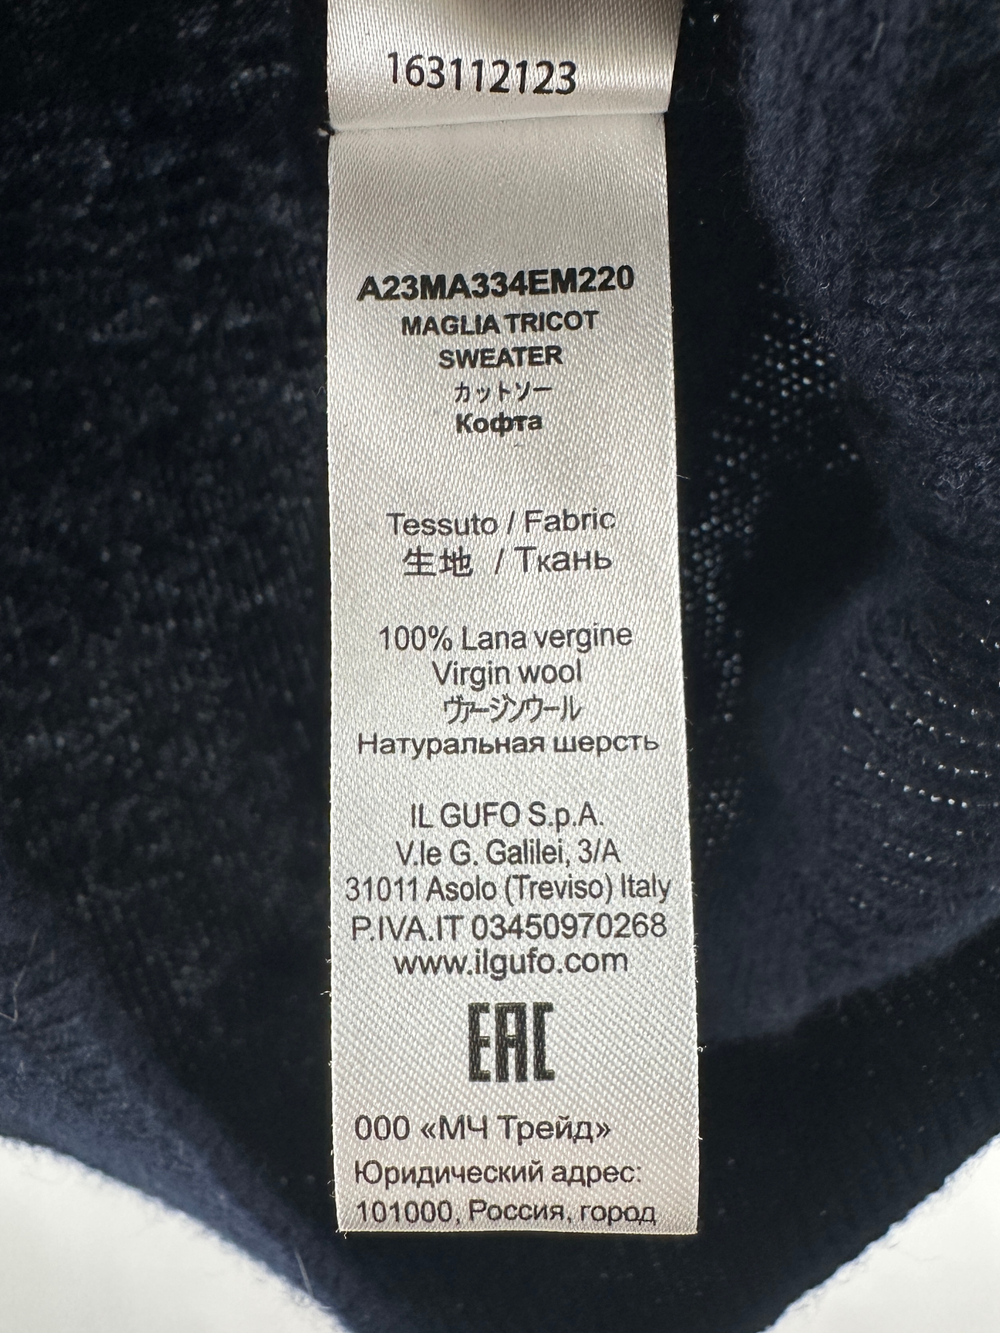 163112123
A23MA334EM220
MAGLIA TRICOT
SWEATER
カットソー
Кофта
Tessuto / Fabric
生地 / Ткань
100% Lana vergine
Virgin wool
ヴァージンウール
Натуральная шерсть
IL GUFO S.p.A.
V.le G. Galilei, 3/A
31011 Asolo (Treviso) Italy
P.IVA.IT 03450970268
www.ilgufo.com
EAC
ООО «МЧ Трейд»
Юридический адрес:
101000, Россия, город